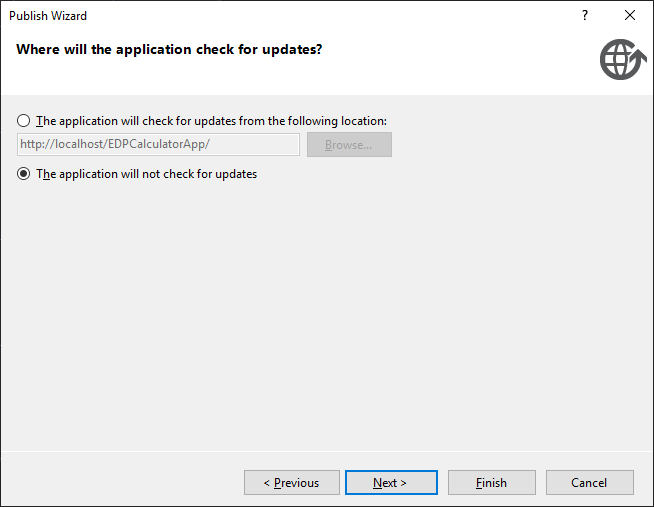 Publish Wizard
?
Where will the application check for updates?
The application will check for updates from the following location:
http://localhost/EDPCalculatorApp/ Browse...
The application will not check for updates
< Previous Next > Finish Cancel